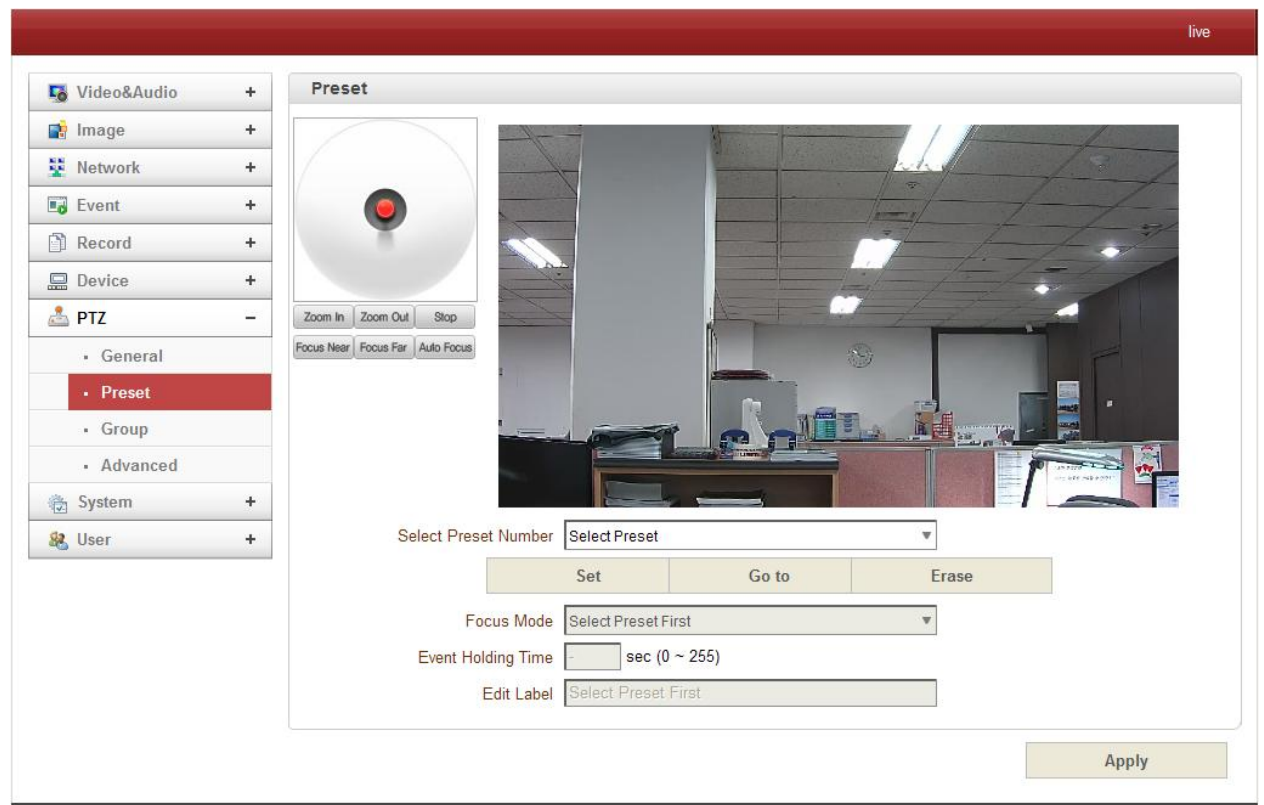 live
Video&Audio +
Image +
Network +
Event +
Record +
Device +
PTZ −
General
Preset
Group
Advanced
System +
User +
Preset
Zoom In Zoom Out Stop
Focus Near Focus Far Auto Focus
Select Preset Number Select Preset
Set Go to Erase
Focus Mode Select Preset First
Event Holding Time - sec (0 ~ 255)
Edit Label Select Preset First
Apply